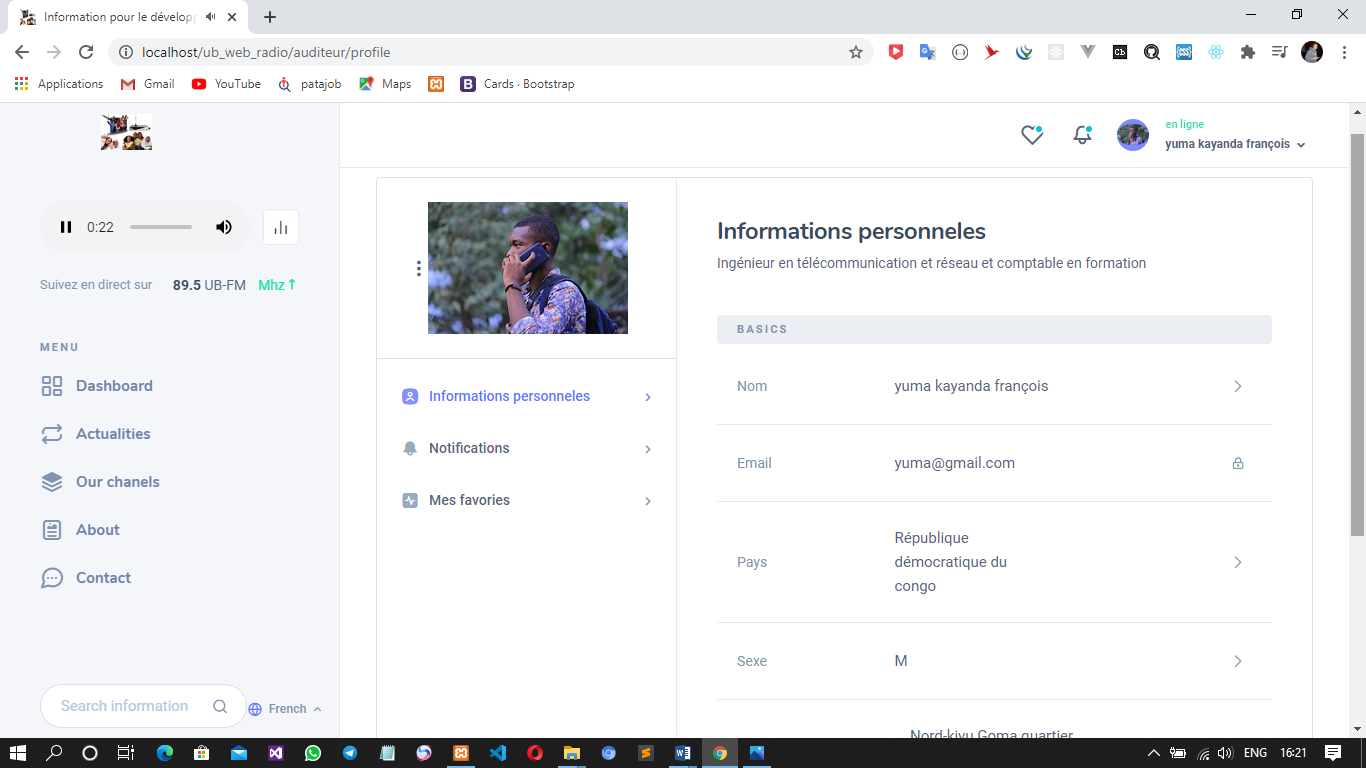 Information pour le dévelop
localhost/ub_web_radio/auditeur/profile
Applications
Gmail
YouTube
patajob
Maps
Cards · Bootstrap
en ligne
yuma kayanda françois
0:22
Suivez en direct sur 89.5 UB-FM Mhz
MENU
Dashboard
Actualities
Our chanels
About
Contact
Search information
French
Informations personneles
Notifications
Mes favories
Informations personneles
Ingénieur en télécommunication et réseau et comptable en formation
BASICS
Nom yuma kayanda françois
Email yuma@gmail.com
Pays République
démocratique du
congo
Sexe M
Nord-kivu Goma quartier
ENG 16:21